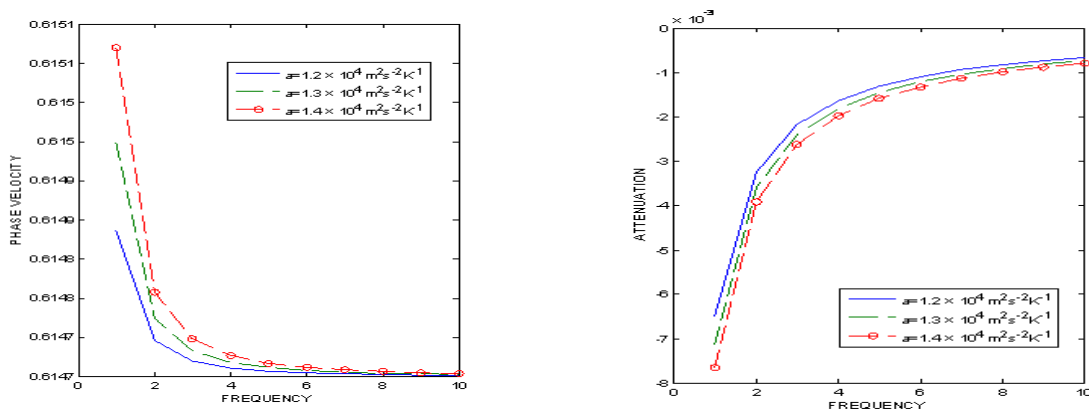 0.6151
0.6151
0.615
0.615
0.6149
0.6149
0.6148
0.6148
0.6147
0.6147
PHASE VELOCITY
a=1.2 × 10⁴ m²s⁻²K⁻¹
a=1.3 × 10⁴ m²s⁻²K⁻¹
a=1.4 × 10⁴ m²s⁻²K⁻¹
0 2 4 6 8 10
FREQUENCY
× 10⁻³
0
-1
-2
-3
-4
-5
-6
-7
-8
ATTENUATION
a=1.2 × 10⁴ m²s⁻²K⁻¹
a=1.3 × 10⁴ m²s⁻²K⁻¹
a=1.4 × 10⁴ m²s⁻²K⁻¹
0 2 4 6 8 10
FREQUENCY